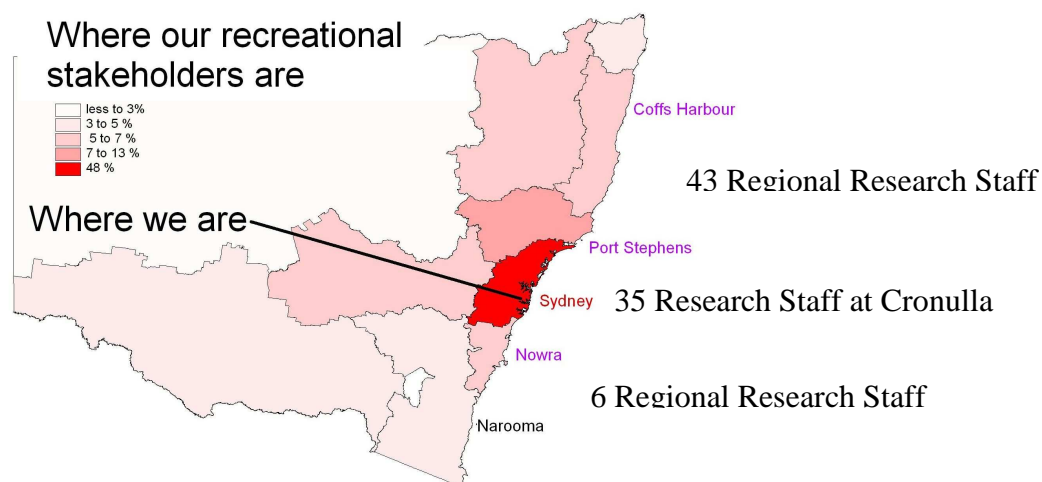 Where our recreational
stakeholders are
less to 3%
3 to 5 %
5 to 7 %
7 to 13 %
48 %
Coffs Harbour
43 Regional Research Staff
Where we are
Port Stephens
Sydney
35 Research Staff at Cronulla
Nowra
6 Regional Research Staff
Narooma